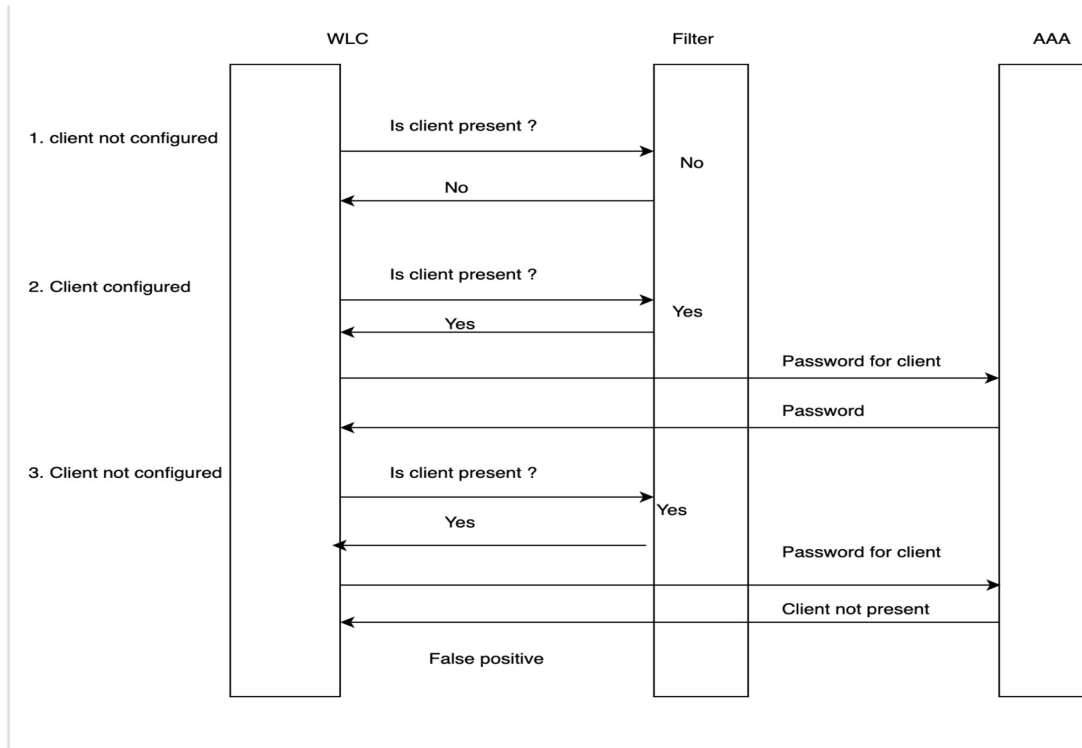 WLC
Filter
AAA
1. client not configured
Is client present ?
No
No
2. Client configured
Is client present ?
Yes
Yes
Password for client
Password
3. Client not configured
Is client present ?
Yes
Yes
Password for client
Client not present
False positive